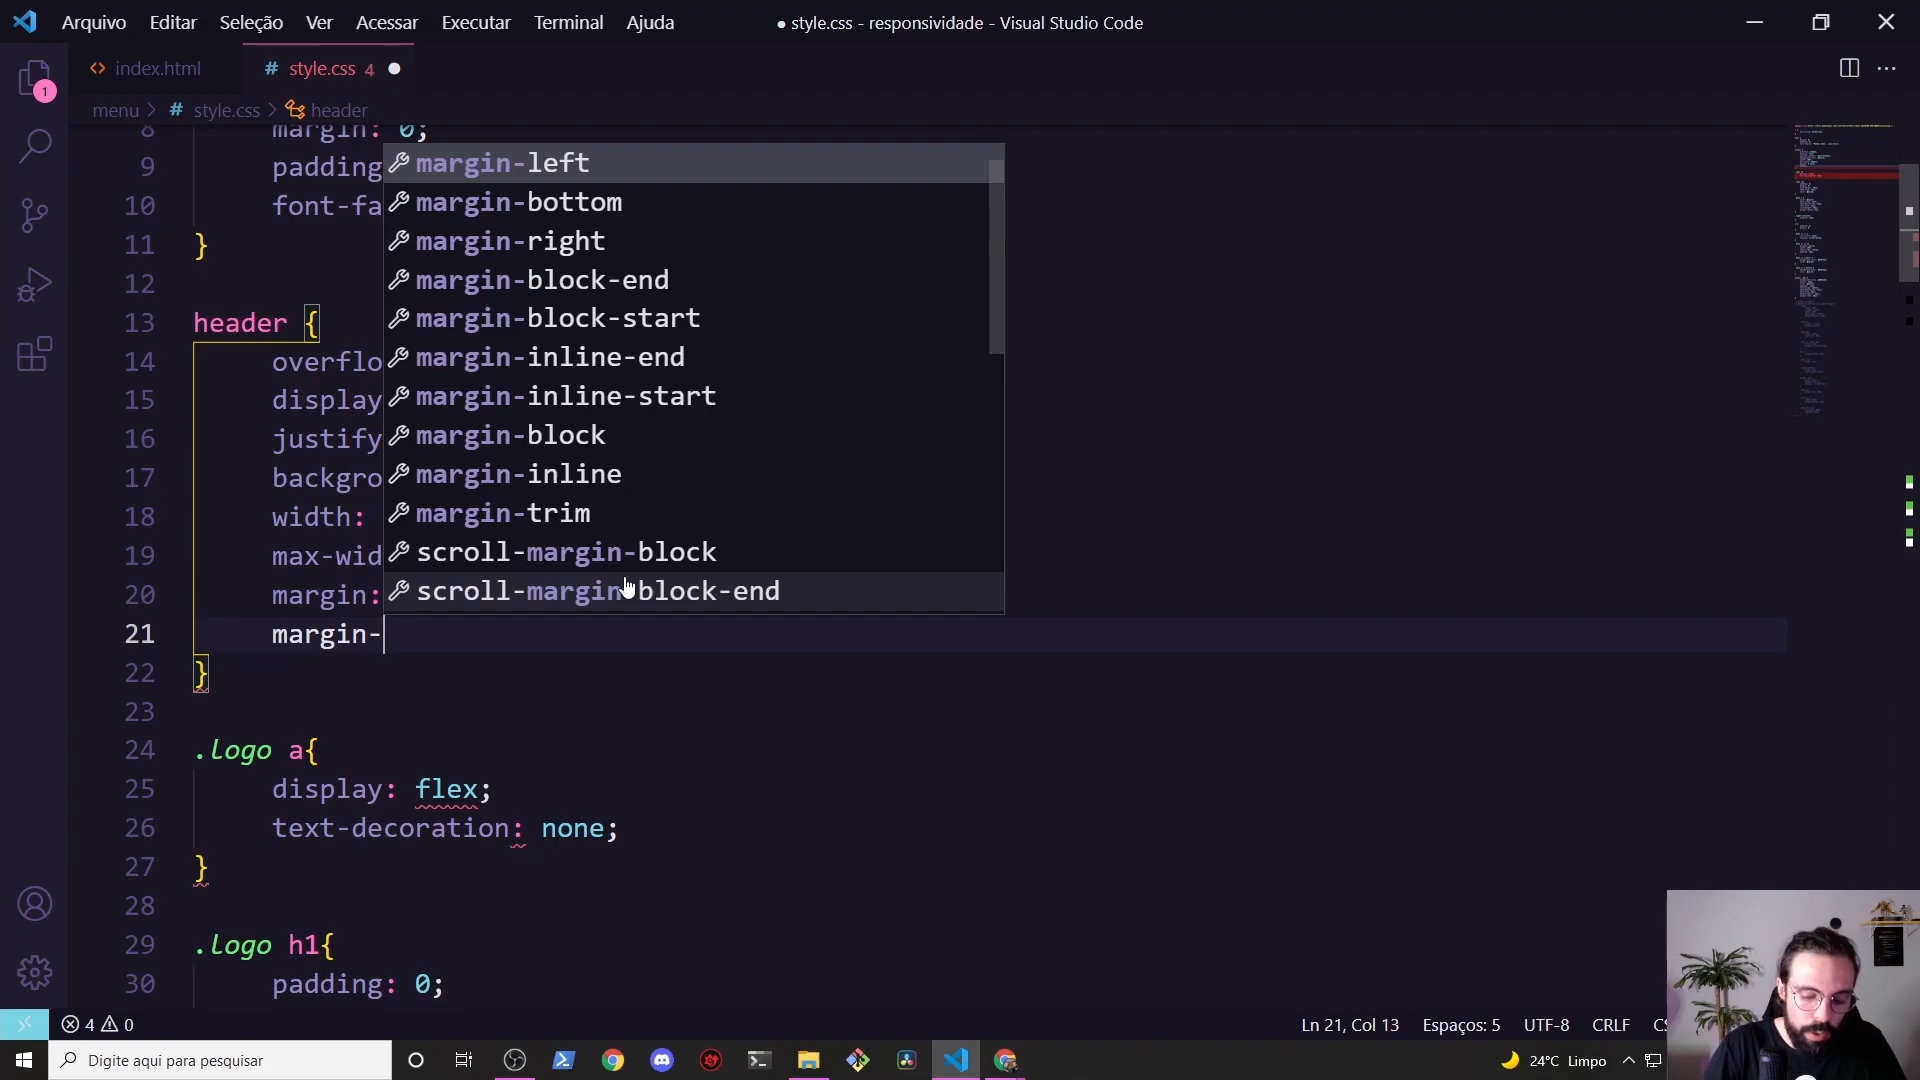 Arquivo Editar Seleção Ver Acessar Executar Terminal Ajuda
● style.css - responsividade - Visual Studio Code
<> index.html
# style.css 4 ●
1
menu > # style.css > header
8 margin: 0;
9 padding
10 font-fa
11 }
12
13 header {
14 overflo
15 display
16 justify
17 backgro
18 width:
19 max-wid
20 margin:
21 margin-
22 }
23
24 .logo a{
25 display: flex;
26 text-decoration: none;
27 }
28
29 .logo h1{
30 padding: 0;
margin-left
margin-bottom
margin-right
margin-block-end
margin-block-start
margin-inline-end
margin-inline-start
margin-block
margin-inline
margin-trim
scroll-margin-block
scroll-margin-block-end
4 0
Ln 21, Col 13 Espaços: 5 UTF-8 CRLF
Digite aqui para pesquisar
24°C Limpo